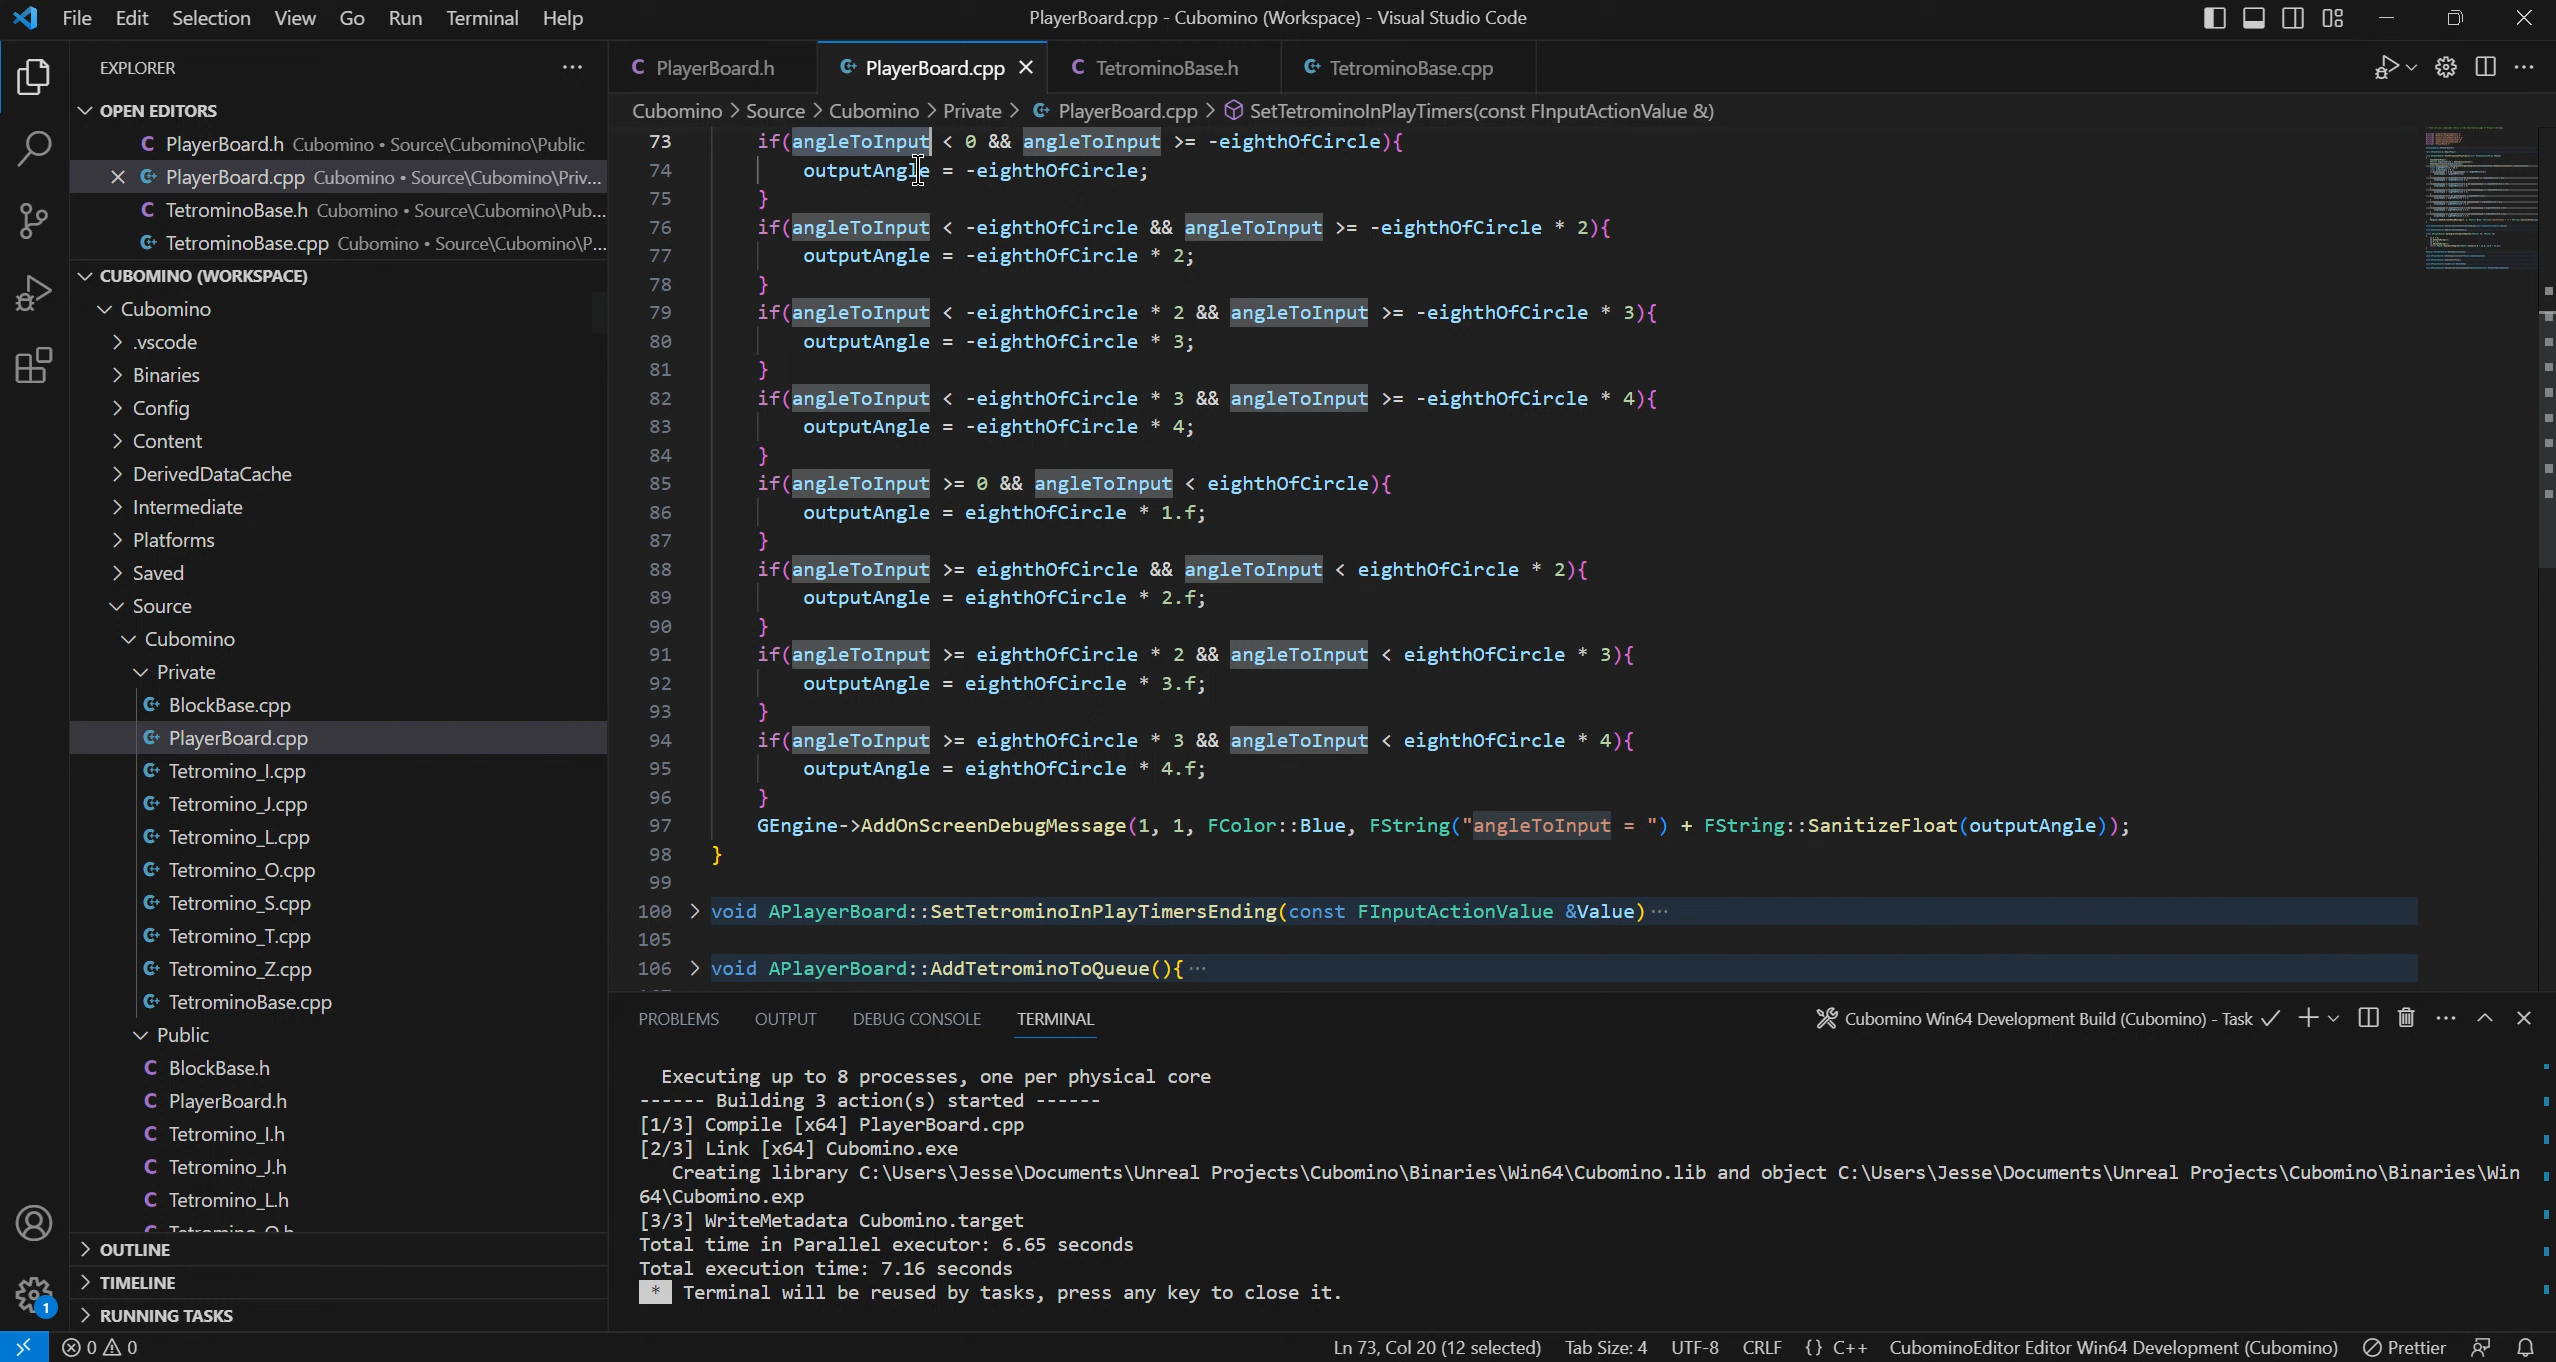 File Edit Selection View Go Run Terminal Help
PlayerBoard.cpp - Cubomino (Workspace) - Visual Studio Code
EXPLORER
OPEN EDITORS
PlayerBoard.h Cubomino • Source\Cubomino\Public
PlayerBoard.cpp Cubomino • Source\Cubomino\Priv...
TetrominoBase.h Cubomino • Source\Cubomino\Pub...
TetrominoBase.cpp Cubomino • Source\Cubomino\P...
CUBOMINO (WORKSPACE)
Cubomino
.vscode
Binaries
Config
Content
DerivedDataCache
Intermediate
Platforms
Saved
Source
Cubomino
Private
BlockBase.cpp
PlayerBoard.cpp
Tetromino_I.cpp
Tetromino_J.cpp
Tetromino_L.cpp
Tetromino_O.cpp
Tetromino_S.cpp
Tetromino_T.cpp
Tetromino_Z.cpp
TetrominoBase.cpp
Public
BlockBase.h
PlayerBoard.h
Tetromino_I.h
Tetromino_J.h
Tetromino_L.h
OUTLINE
TIMELINE
RUNNING TASKS
PlayerBoard.h PlayerBoard.cpp TetrominoBase.h TetrominoBase.cpp
Cubomino > Source > Cubomino > Private > PlayerBoard.cpp > SetTetrominoInPlayTimers(const FInputActionValue &)
73 if(angleToInput < 0 && angleToInput >= -eighthOfCircle){
74 outputAngle = -eighthOfCircle;
75 }
76 if(angleToInput < -eighthOfCircle && angleToInput >= -eighthOfCircle * 2){
77 outputAngle = -eighthOfCircle * 2;
78 }
79 if(angleToInput < -eighthOfCircle * 2 && angleToInput >= -eighthOfCircle * 3){
80 outputAngle = -eighthOfCircle * 3;
81 }
82 if(angleToInput < -eighthOfCircle * 3 && angleToInput >= -eighthOfCircle * 4){
83 outputAngle = -eighthOfCircle * 4;
84 }
85 if(angleToInput >= 0 && angleToInput < eighthOfCircle){
86 outputAngle = eighthOfCircle * 1.f;
87 }
88 if(angleToInput >= eighthOfCircle && angleToInput < eighthOfCircle * 2){
89 outputAngle = eighthOfCircle * 2.f;
90 }
91 if(angleToInput >= eighthOfCircle * 2 && angleToInput < eighthOfCircle * 3){
92 outputAngle = eighthOfCircle * 3.f;
93 }
94 if(angleToInput >= eighthOfCircle * 3 && angleToInput < eighthOfCircle * 4){
95 outputAngle = eighthOfCircle * 4.f;
96 }
97 GEngine->AddOnScreenDebugMessage(1, 1, FColor::Blue, FString("angleToInput = ") + FString::SanitizeFloat(outputAngle));
98 }
99
100 void APlayerBoard::SetTetrominoInPlayTimersEnding(const FInputActionValue &Value) ...
105
106 void APlayerBoard::AddTetrominoToQueue(){ ...
PROBLEMS OUTPUT DEBUG CONSOLE TERMINAL
Cubomino Win64 Development Build (Cubomino) - Task
Executing up to 8 processes, one per physical core
------ Building 3 action(s) started ------
[1/3] Compile [x64] PlayerBoard.cpp
[2/3] Link [x64] Cubomino.exe
Creating library C:\Users\Jesse\Documents\Unreal Projects\Cubomino\Binaries\Win64\Cubomino.lib and object C:\Users\Jesse\Documents\Unreal Projects\Cubomino\Binaries\Win
64\Cubomino.exp
[3/3] WriteMetadata Cubomino.target
Total time in Parallel executor: 6.65 seconds
Total execution time: 7.16 seconds
* Terminal will be reused by tasks, press any key to close it.
1
0 0
Ln 73, Col 20 (12 selected) Tab Size: 4 UTF-8 CRLF {} C++ CubominoEditor Editor Win64 Development (Cubomino) Prettier